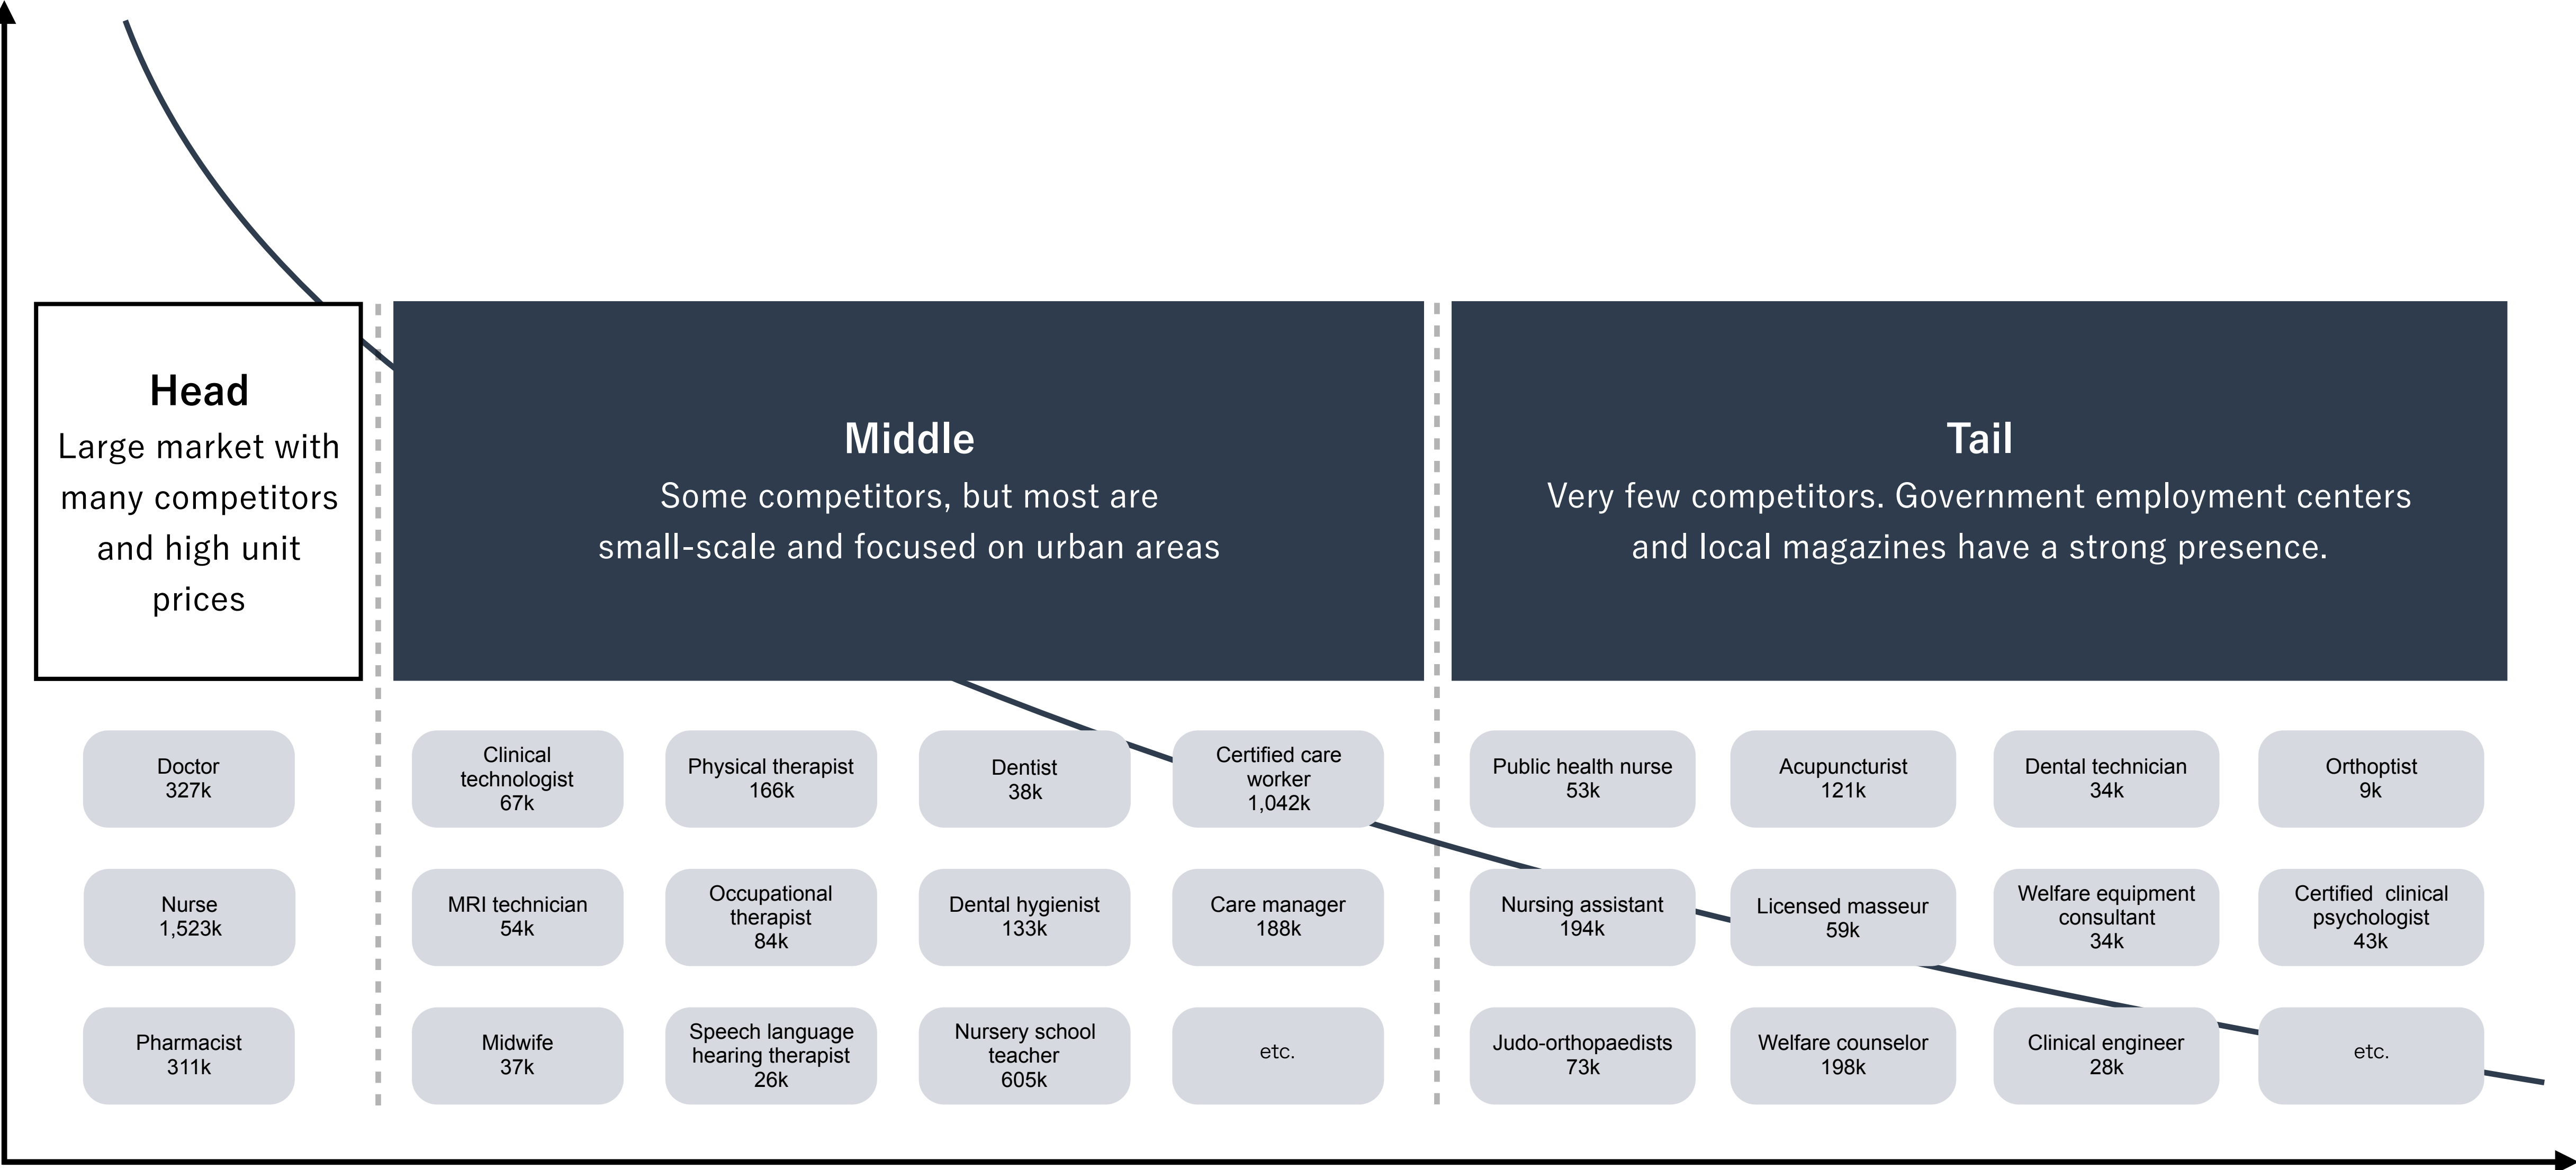 Head
Large market with
many competitors
and high unit
prices
Middle
Some competitors, but most are
small-scale and focused on urban areas
Tail
Very few competitors. Government employment centers
and local magazines have a strong presence.
Doctor
327k
Nurse
1,523k
Pharmacist
311k
Clinical
technologist
67k
Physical therapist
166k
Dentist
38k
Certified care
worker
1,042k
MRI technician
54k
Occupational
therapist
84k
Dental hygienist
133k
Care manager
188k
Midwife
37k
Speech language
hearing therapist
26k
Nursery school
teacher
605k
etc.
Public health nurse
53k
Acupuncturist
121k
Dental technician
34k
Orthoptist
9k
Nursing assistant
194k
Licensed masseur
59k
Welfare equipment
consultant
34k
Certified  clinical
psychologist
43k
Judo-orthopaedists
73k
Welfare counselor
198k
Clinical engineer
28k
etc.